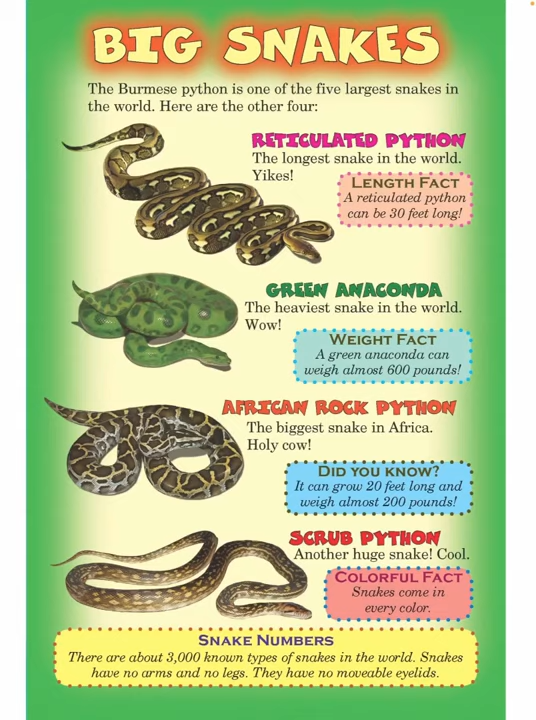 BIG SNAKES
The Burmese python is one of the five largest snakes in
the world. Here are the other four:
RETICULATED PYTHON
The longest snake in the world.
Yikes!
LENGTH FACT
A reticulated python
can be 30 feet long!
GREEN ANACONDA
The heaviest snake in the world.
Wow!
WEIGHT FACT
A green anaconda can
weigh almost 600 pounds!
AFRICAN ROCK PYTHON
The biggest snake in Africa.
Holy cow!
DID YOU KNOW?
It can grow 20 feet long and
weigh almost 200 pounds!
SCRUB PYTHON
Another huge snake! Cool.
COLORFUL FACT
Snakes come in
every color.
SNAKE NUMBERS
There are about 3,000 known types of snakes in the world. Snakes
have no arms and no legs. They have no moveable eyelids.